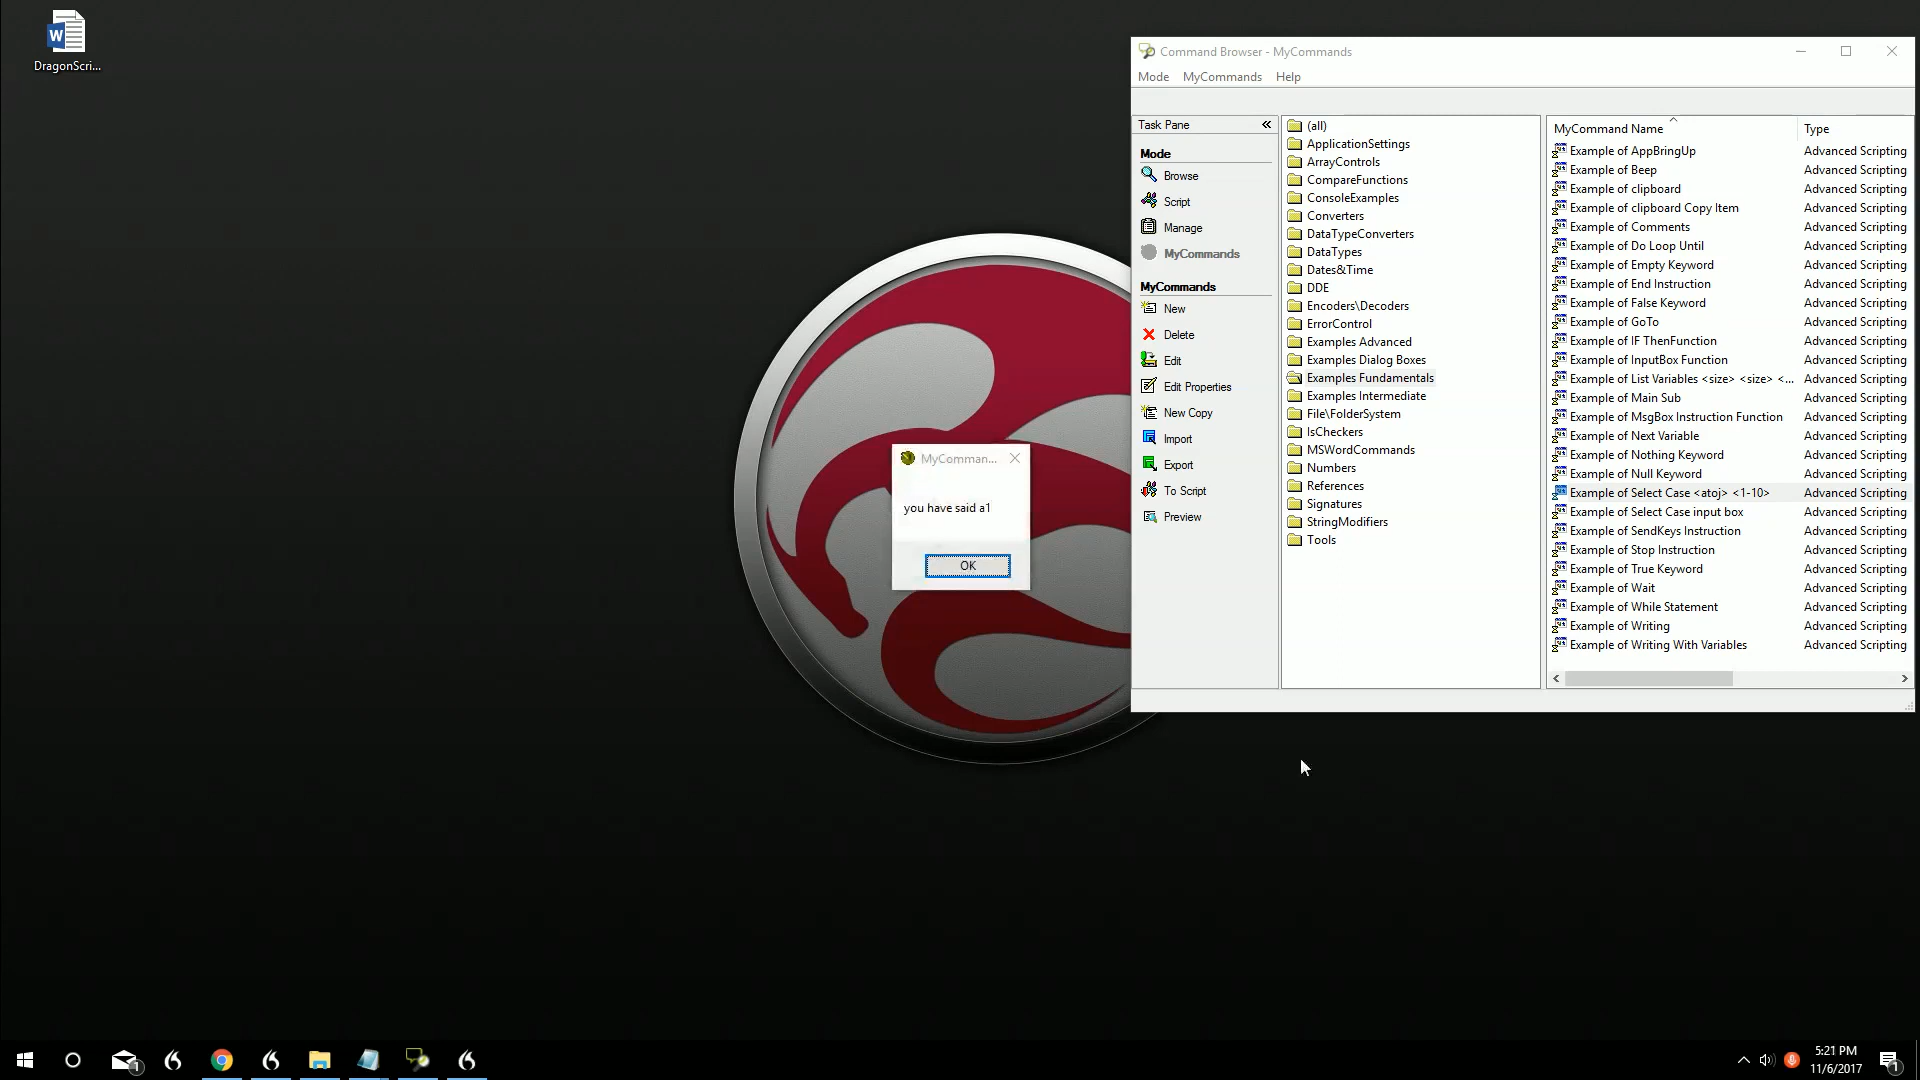 DragonScri...
Command Browser - MyCommands
Mode MyCommands Help
Task Pane
Mode
Browse
Script
Manage
MyCommands
MyCommands
New
Delete
Edit
Edit Properties
New Copy
Import
Export
To Script
Preview
(all)
ApplicationSettings
ArrayControls
CompareFunctions
ConsoleExamples
Converters
DataTypeConverters
DataTypes
Dates&Time
DDE
Encoders\Decoders
ErrorControl
Examples Advanced
Examples Dialog Boxes
Examples Fundamentals
Examples Intermediate
File\FolderSystem
IsCheckers
MSWordCommands
Numbers
References
Signatures
StringModifiers
Tools
MyCommand Name Type
Example of AppBringUp Advanced Scripting
Example of Beep Advanced Scripting
Example of clipboard Advanced Scripting
Example of clipboard Copy Item Advanced Scripting
Example of Comments Advanced Scripting
Example of Do Loop Until Advanced Scripting
Example of Empty Keyword Advanced Scripting
Example of End Instruction Advanced Scripting
Example of False Keyword Advanced Scripting
Example of GoTo Advanced Scripting
Example of IF ThenFunction Advanced Scripting
Example of InputBox Function Advanced Scripting
Example of List Variables <size> <size> <... Advanced Scripting
Example of Main Sub Advanced Scripting
Example of MsgBox Instruction Function Advanced Scripting
Example of Next Variable Advanced Scripting
Example of Nothing Keyword Advanced Scripting
Example of Null Keyword Advanced Scripting
Example of Select Case <atoj> <1-10> Advanced Scripting
Example of Select Case input box Advanced Scripting
Example of SendKeys Instruction Advanced Scripting
Example of Stop Instruction Advanced Scripting
Example of True Keyword Advanced Scripting
Example of Wait Advanced Scripting
Example of While Statement Advanced Scripting
Example of Writing Advanced Scripting
Example of Writing With Variables Advanced Scripting
MyComman...
you have said a1
OK
5:21 PM
11/6/2017
1
1